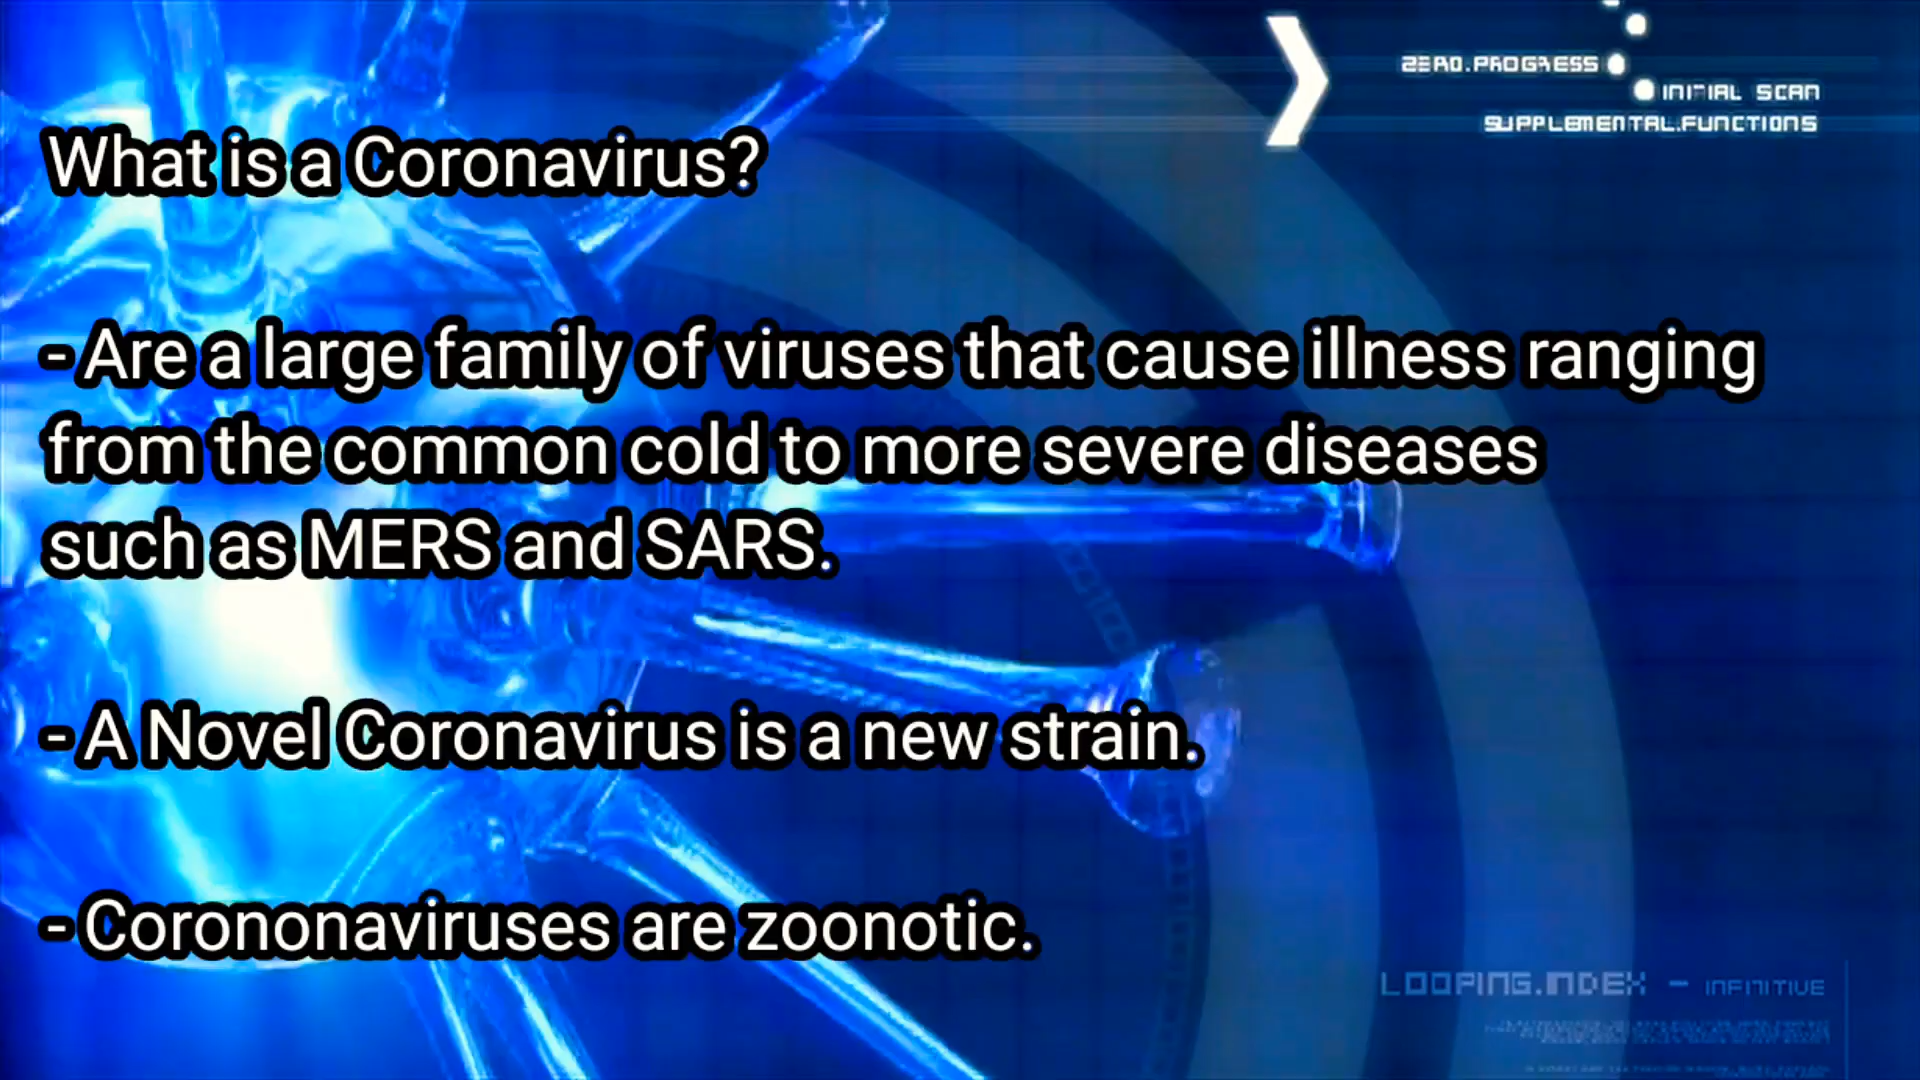 ZERO.PROGRESS
INITIAL SCAN
SUPPLEMENTAL.FUNCTIONS
What is a Coronavirus?
- Are a large family of viruses that cause illness ranging
from the common cold to more severe diseases
such as MERS and SARS.
- A Novel Coronavirus is a new strain.
- Corononaviruses are zoonotic.
LOOPING.INDEX - INFINITIVE